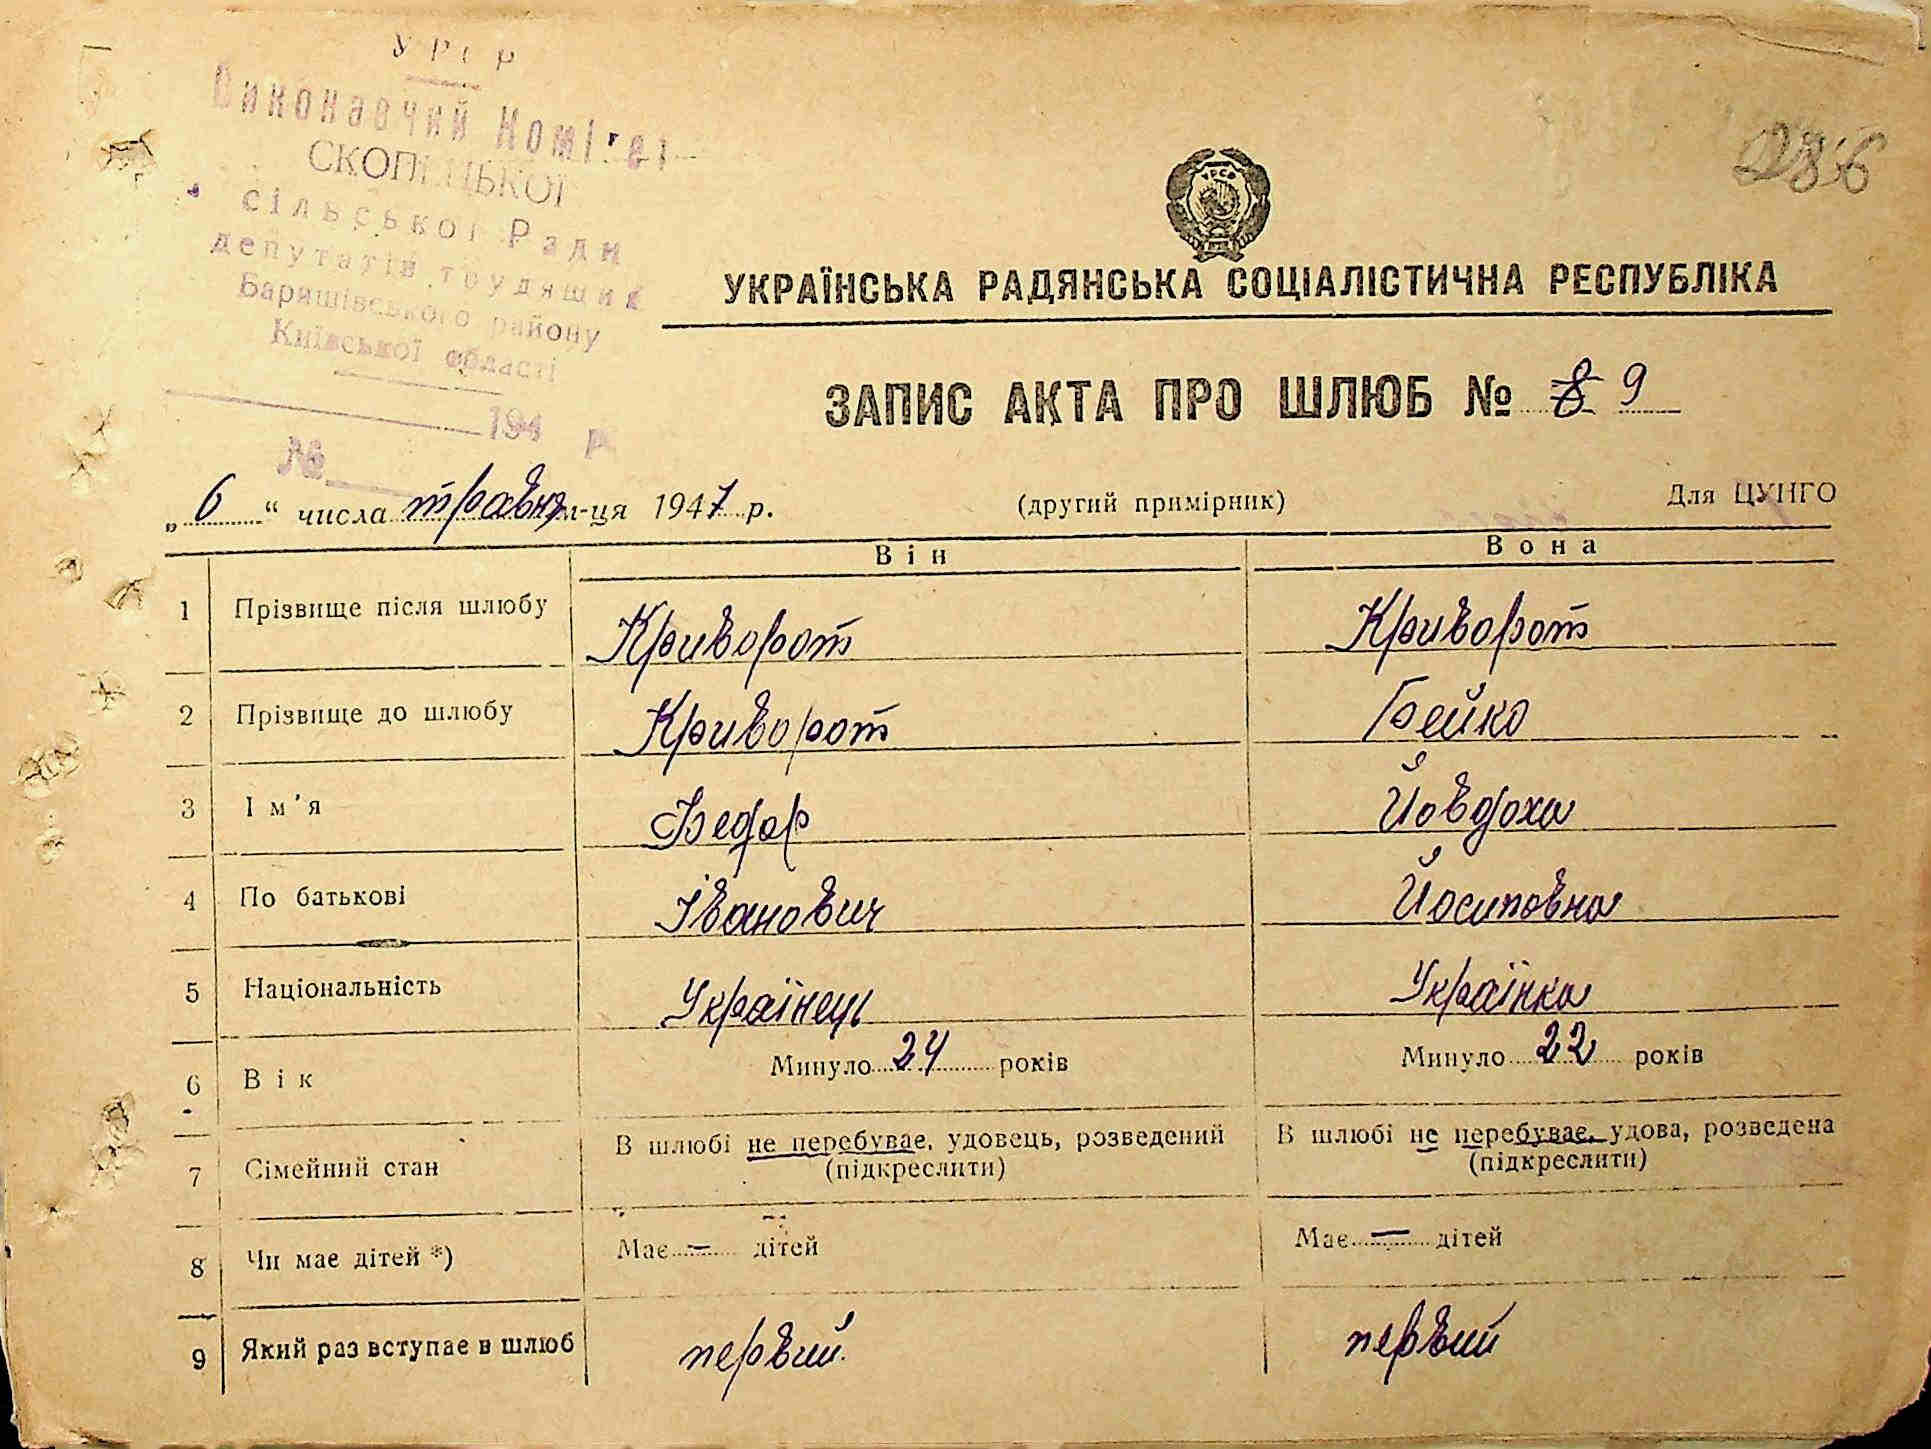 УРСР
Виконавчий Комітет
СКОПЕЦЬКОЇ
сільської Ради
депутатів трудящих
Баришівського району
Київської області
194 р.
№
286
УРСР
УКРАЇНСЬКА РАДЯНСЬКА СОЦІАЛІСТИЧНА РЕСПУБЛІКА
ЗАПИС АКТА ПРО ШЛЮБ № 8 9
„6“ числа травня м-ця 1947 р. (другий примірник) Для ЦУНГО
Він Вона
1 Прізвище після шлюбу Криворот Криворот
2 Прізвище до шлюбу Криворот Бейко
3 Ім'я Федор Йовдоха
4 По батькові Іванович Йосиповна
5 Національність Українець Українка
6 Вік Минуло 24 років Минуло 22 років
7 Сімейний стан В шлюбі не перебуває, удовець, розведений (підкреслити) В шлюбі не перебуває, удова, розведена (підкреслити)
8 Чи має дітей *) Має — дітей Має — дітей
9 Який раз вступає в шлюб первий. первий